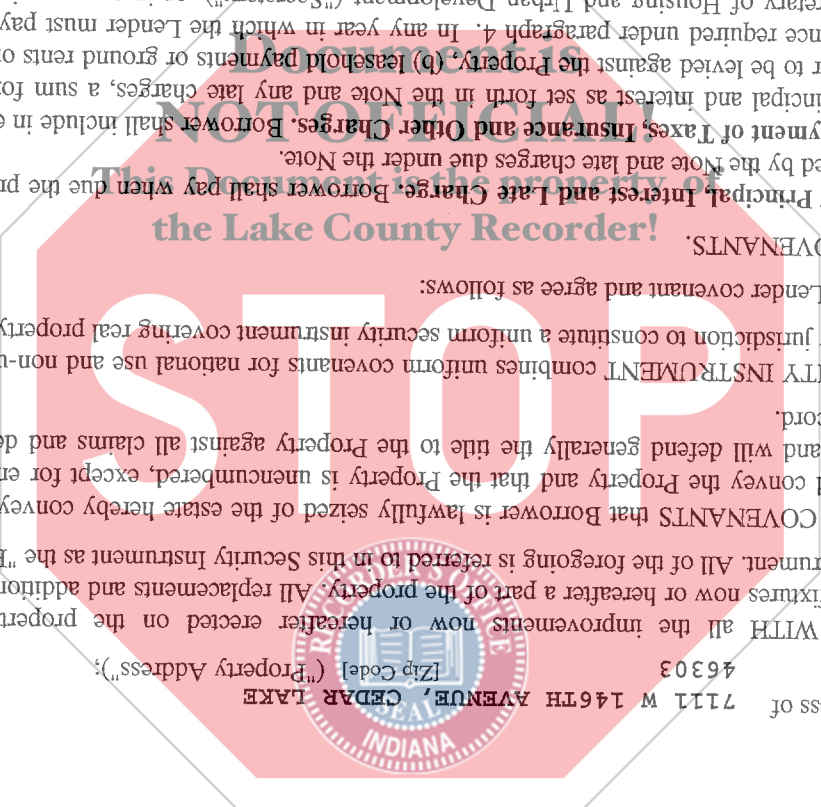 ss of 7111 W 146TH AVENUE, CEDAR LAKE
46303 [Zip Code] ("Property Address");
WITH all the improvements now or hereafter erected on the propert
fixtures now or hereafter a part of the property. All replacements and addition
rument. All of the foregoing is referred to in this Security Instrument as the "P
COVENANTS that Borrower is lawfully seized of the estate hereby convey
d convey the Property and that the Property is unencumbered, except for en
and will defend generally the title to the Property against all claims and de
cord.
ITY INSTRUMENT combines uniform covenants for national use and non-u
jurisdiction to constitute a uniform security instrument covering real property
Lender covenant and agree as follows:
OVENANTS.
Principal, Interest and Late Charge. Borrower shall pay when due the pr
ed by the Note and late charges due under the Note.
yment of Taxes, Insurance and Other Charges. Borrower shall include in e
incipal and interest as set forth in the Note and any late charges, a sum for
r to be levied against the Property, (b) leasehold payments or ground rents o
nce required under paragraph 4. In any year in which the Lender must pay
retary of Housing and Urban Development
Document is
NOT OFFICIAL!
This Document is the property of
the Lake County Recorder!
STOP
RECORDER'S OFFICE
SEAL
INDIANA